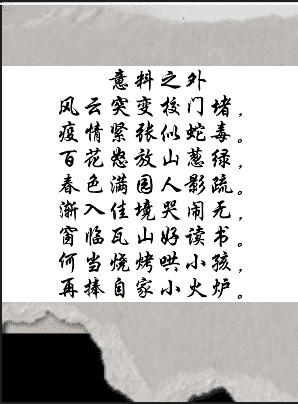 意料之外
风云突变校门堵，
疫情紧张似蛇毒。
百花怒放山葱绿，
春色满园人影疏。
渐入佳境哭闹无，
窗临瓦山好读书。
何当烧烤哄小孩，
再捧自家小火炉。